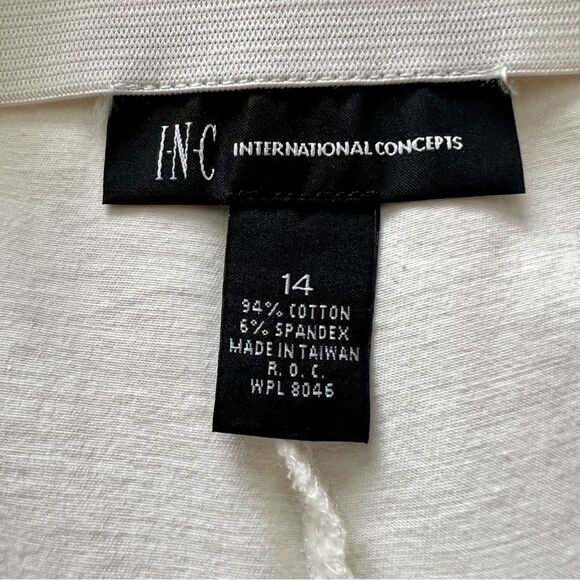 I·N·C INTERNATIONAL CONCEPTS
14
94% COTTON
6% SPANDEX
MADE IN TAIWAN
R. O. C.
WPL 8046